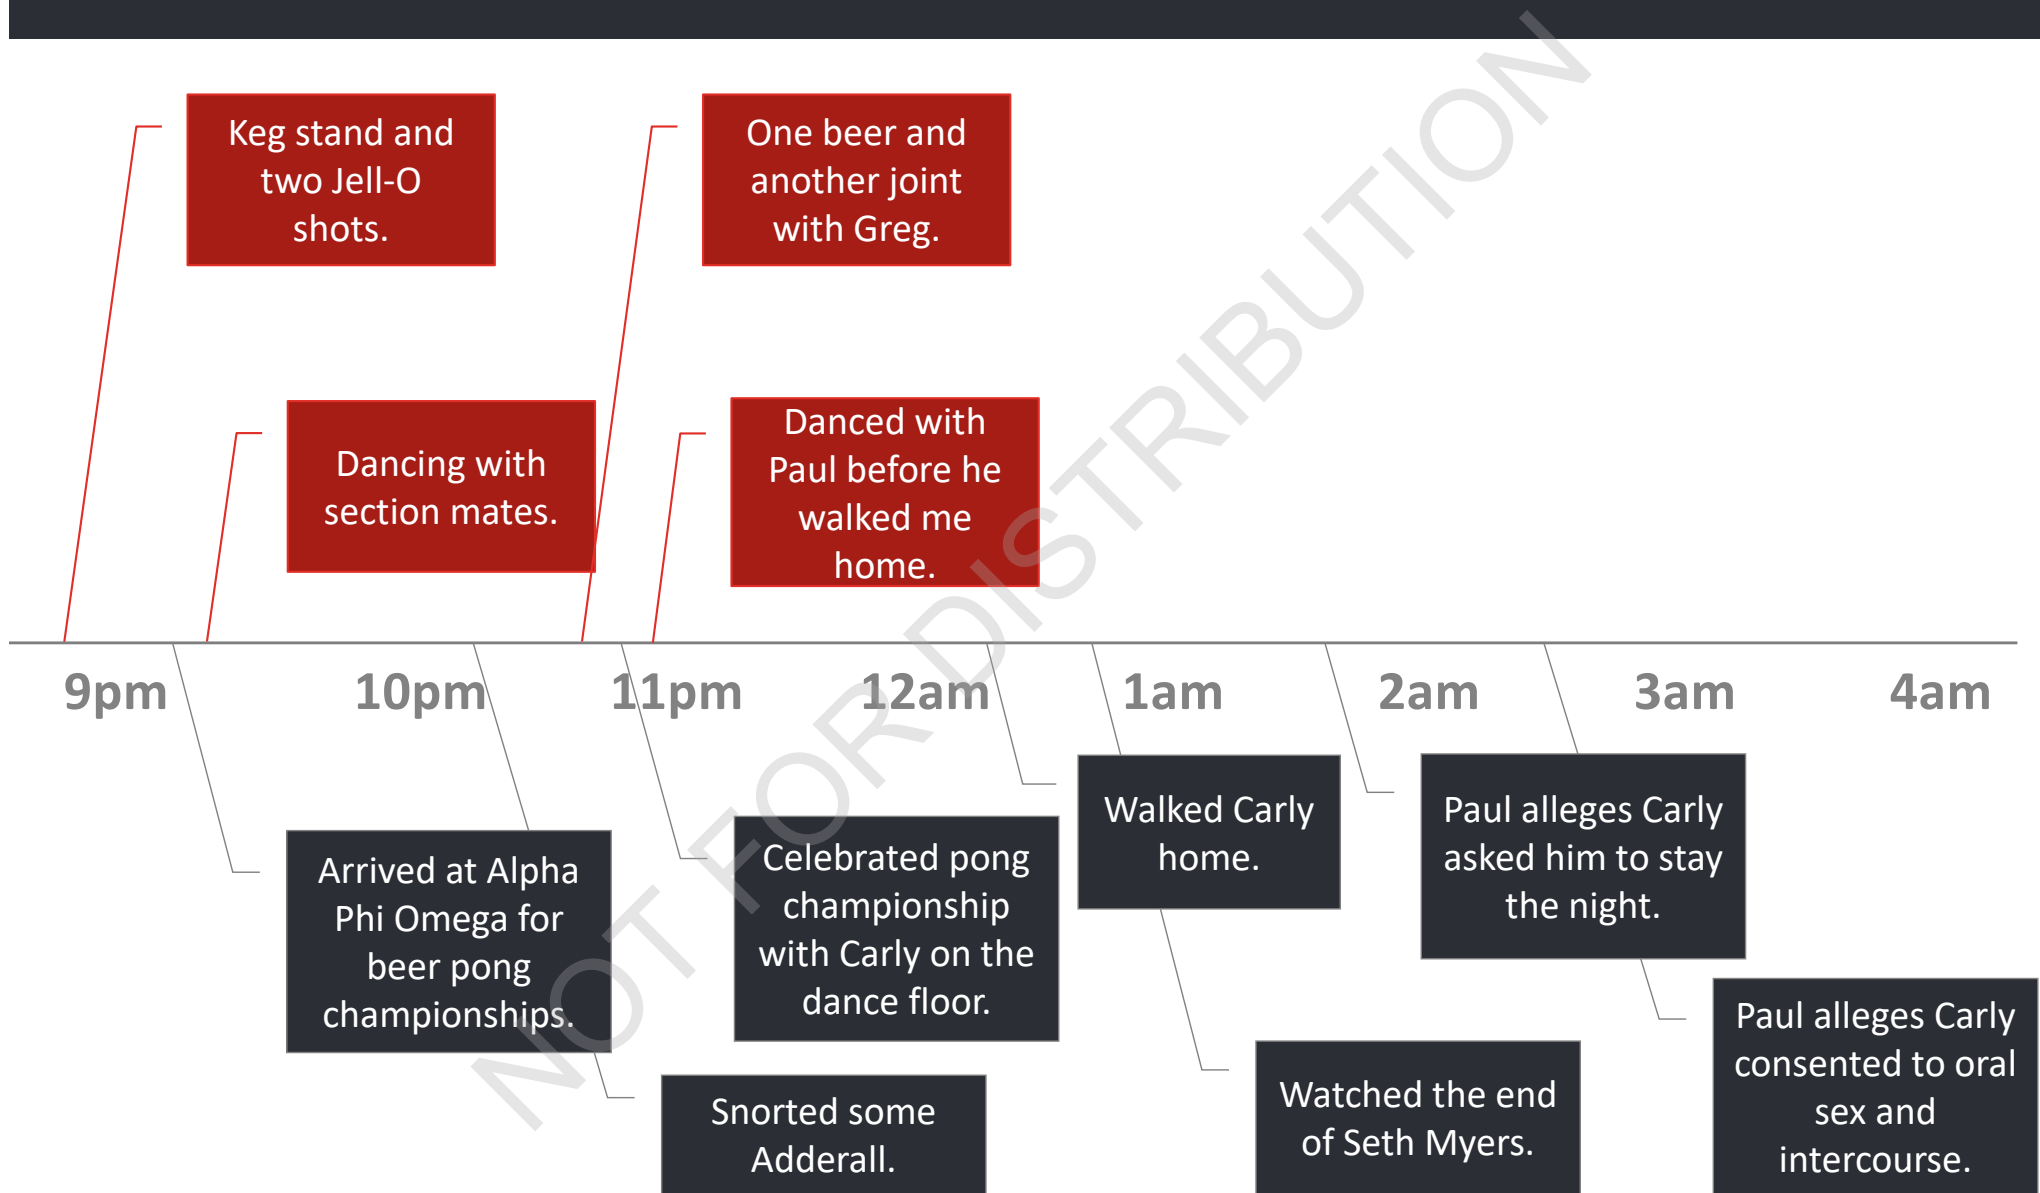 Keg stand and
two Jell-O
shots.
One beer and
another joint
with Greg.
Dancing with
section mates.
Danced with
Paul before he
walked me
home.
9pm 10pm 11pm 12am 1am 2am 3am 4am
Arrived at Alpha
Phi Omega for
beer pong
championships.
Snorted some
Adderall.
Celebrated pong
championship
with Carly on the
dance floor.
Walked Carly
home.
Watched the end
of Seth Myers.
Paul alleges Carly
asked him to stay
the night.
Paul alleges Carly
consented to oral
sex and
intercourse.
NOT FOR DISTRIBUTION